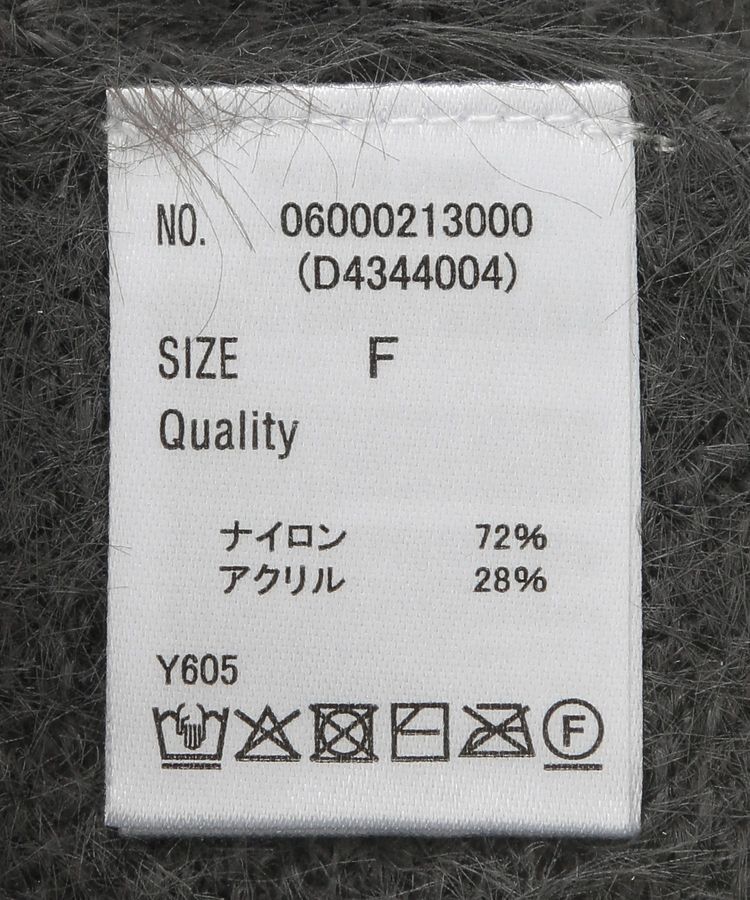 NO. 06000213000
(D4344004)
SIZE F
Quality
ナイロン 72%
アクリル 28%
Y605
F